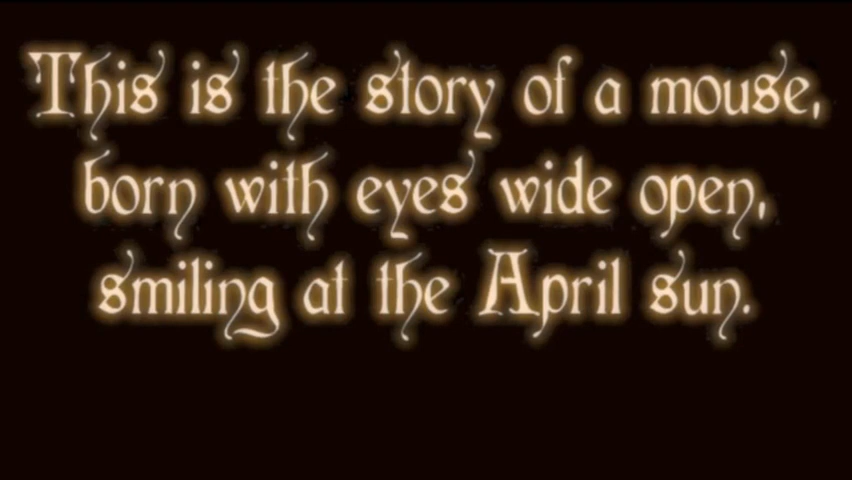 This is the story of a mouse,
born with eyes wide open,
smiling at the April sun.